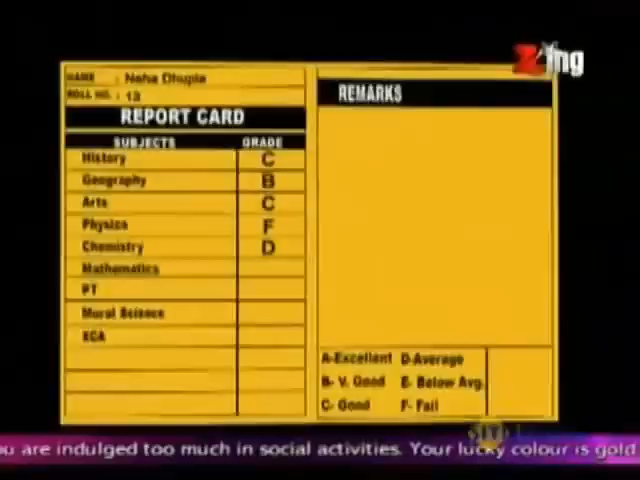 Zing
NAME : Neha Dhupia
ROLL NO. : 13
REPORT CARD
SUBJECTS GRADE
History C
Geography B
Arts C
Physics F
Chemistry D
Mathematics
PT
Mural Science
ECA
REMARKS
A-Excellent D-Average
B- V. Good E- Below Avg.
C- Good F- Fail
ou are indulged too much in social activities. Your lucky colour is gold